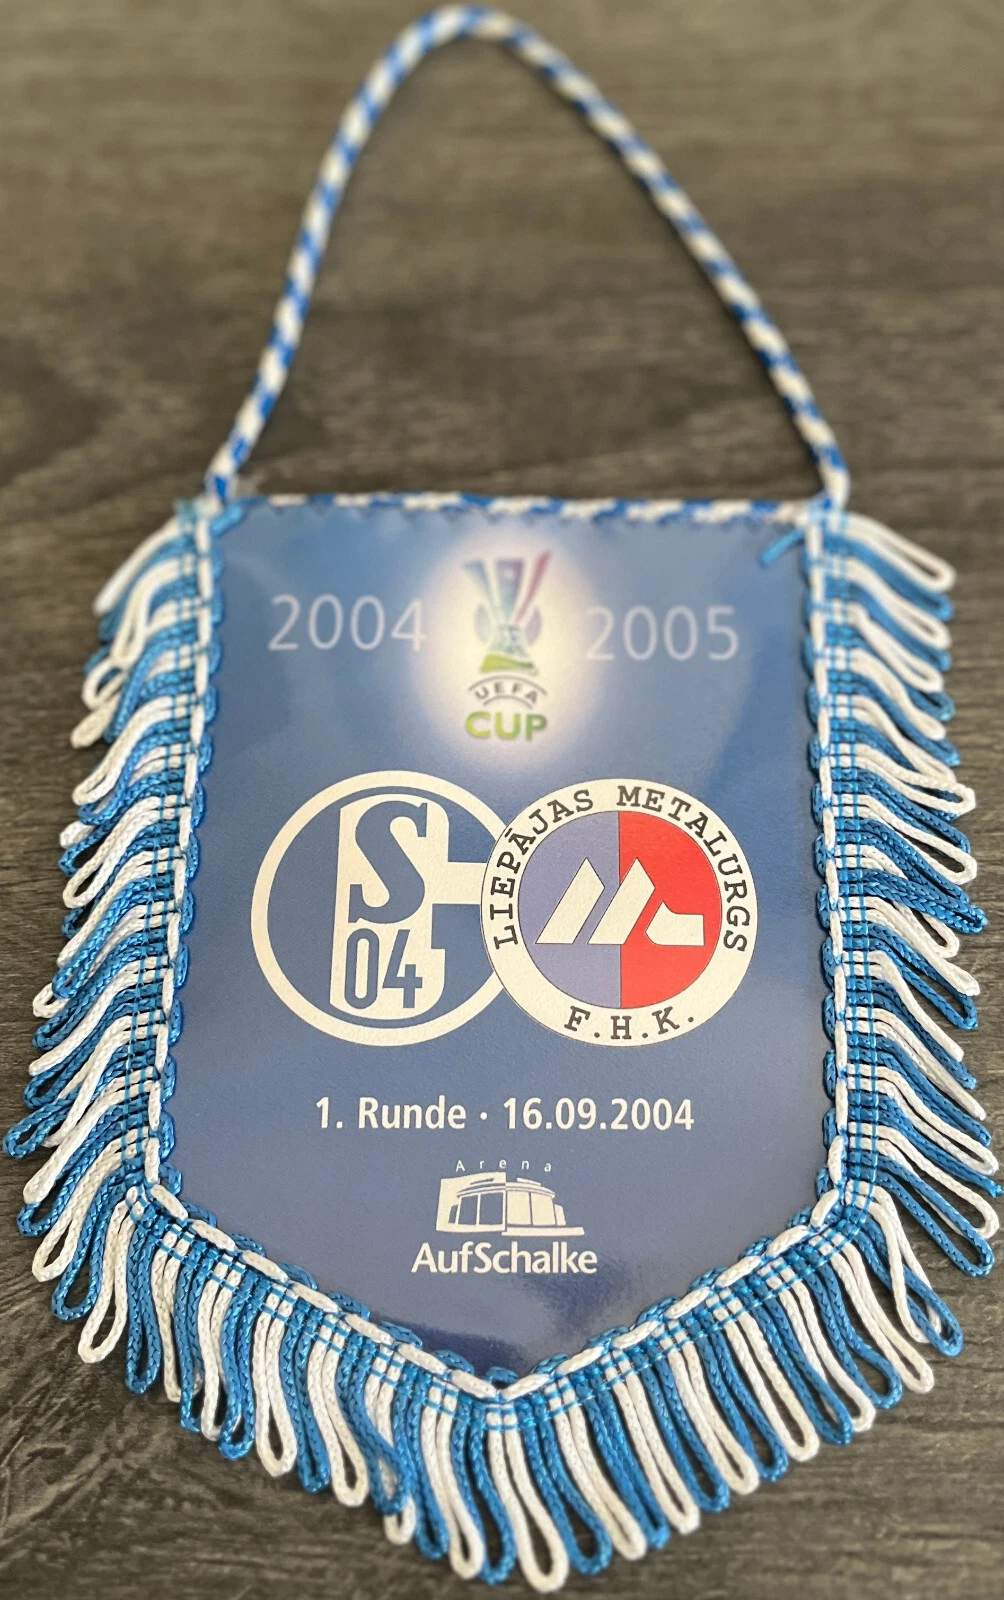 2004 2005
UEFA
CUP
S
04
LIEPĀJAS METALURGS
F.H.K.
1. Runde · 16.09.2004
Arena
AufSchalke